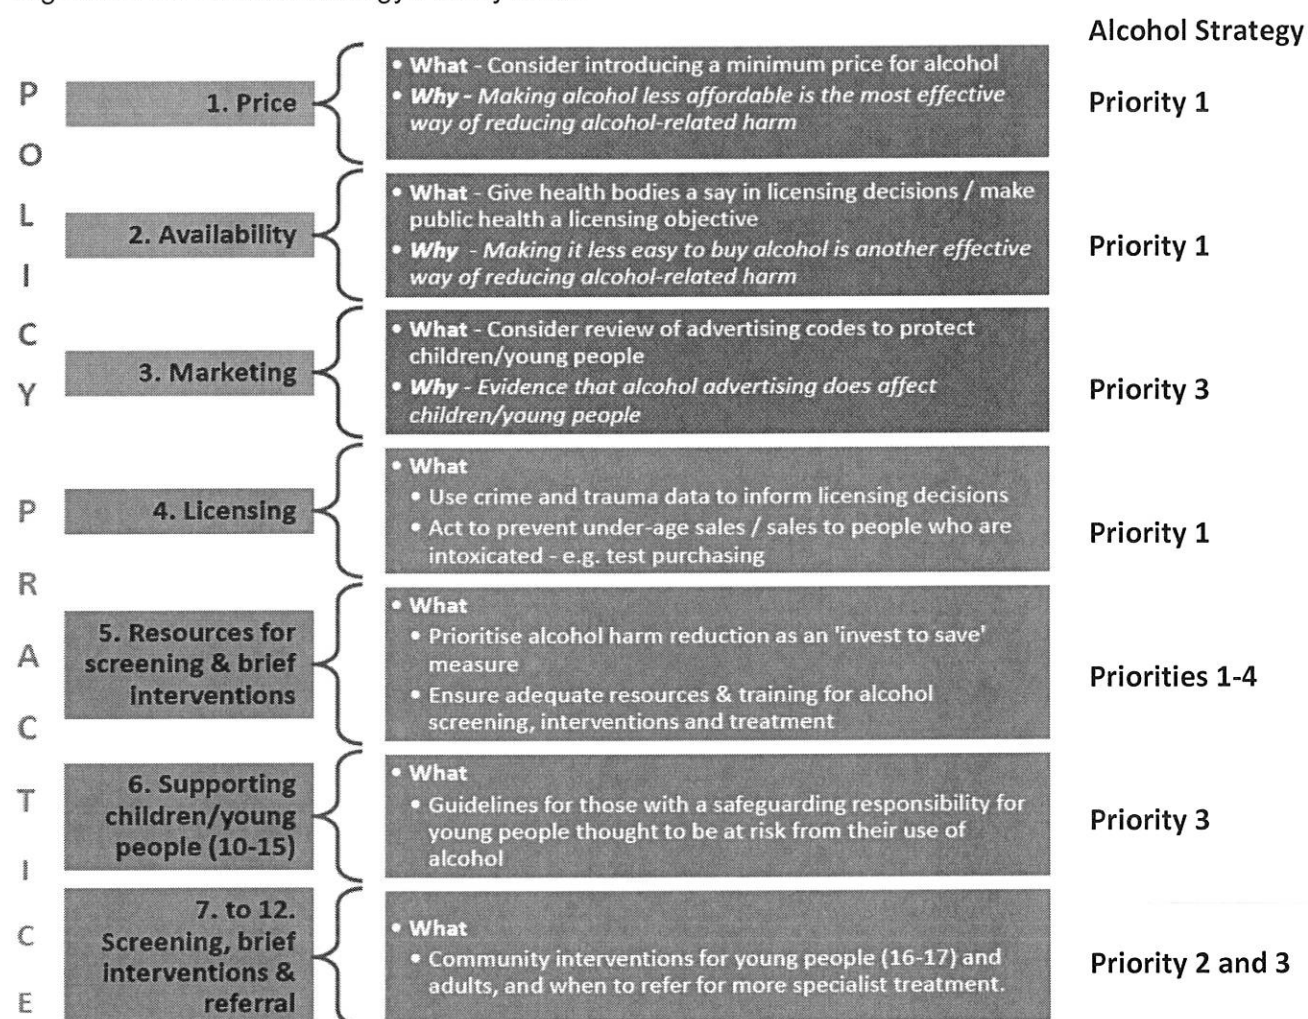 Alcohol Strategy
POLICY
1. Price
• What - Consider introducing a minimum price for alcohol
• Why - Making alcohol less affordable is the most effective
way of reducing alcohol-related harm
Priority 1
2. Availability
• What - Give health bodies a say in licensing decisions / make
public health a licensing objective
• Why - Making it less easy to buy alcohol is another effective
way of reducing alcohol-related harm
Priority 1
3. Marketing
• What - Consider review of advertising codes to protect
children/young people
• Why - Evidence that alcohol advertising does affect
children/young people
Priority 3
PRACTICE
4. Licensing
• What
• Use crime and trauma data to inform licensing decisions
• Act to prevent under-age sales / sales to people who are
intoxicated - e.g. test purchasing
Priority 1
5. Resources for
screening & brief
interventions
• What
• Prioritise alcohol harm reduction as an 'invest to save'
measure
• Ensure adequate resources & training for alcohol
screening, interventions and treatment
Priorities 1-4
6. Supporting
children/young
people (10-15)
• What
• Guidelines for those with a safeguarding responsibility for
young people thought to be at risk from their use of
alcohol
Priority 3
7. to 12.
Screening, brief
interventions &
referral
• What
• Community interventions for young people (16-17) and
adults, and when to refer for more specialist treatment.
Priority 2 and 3